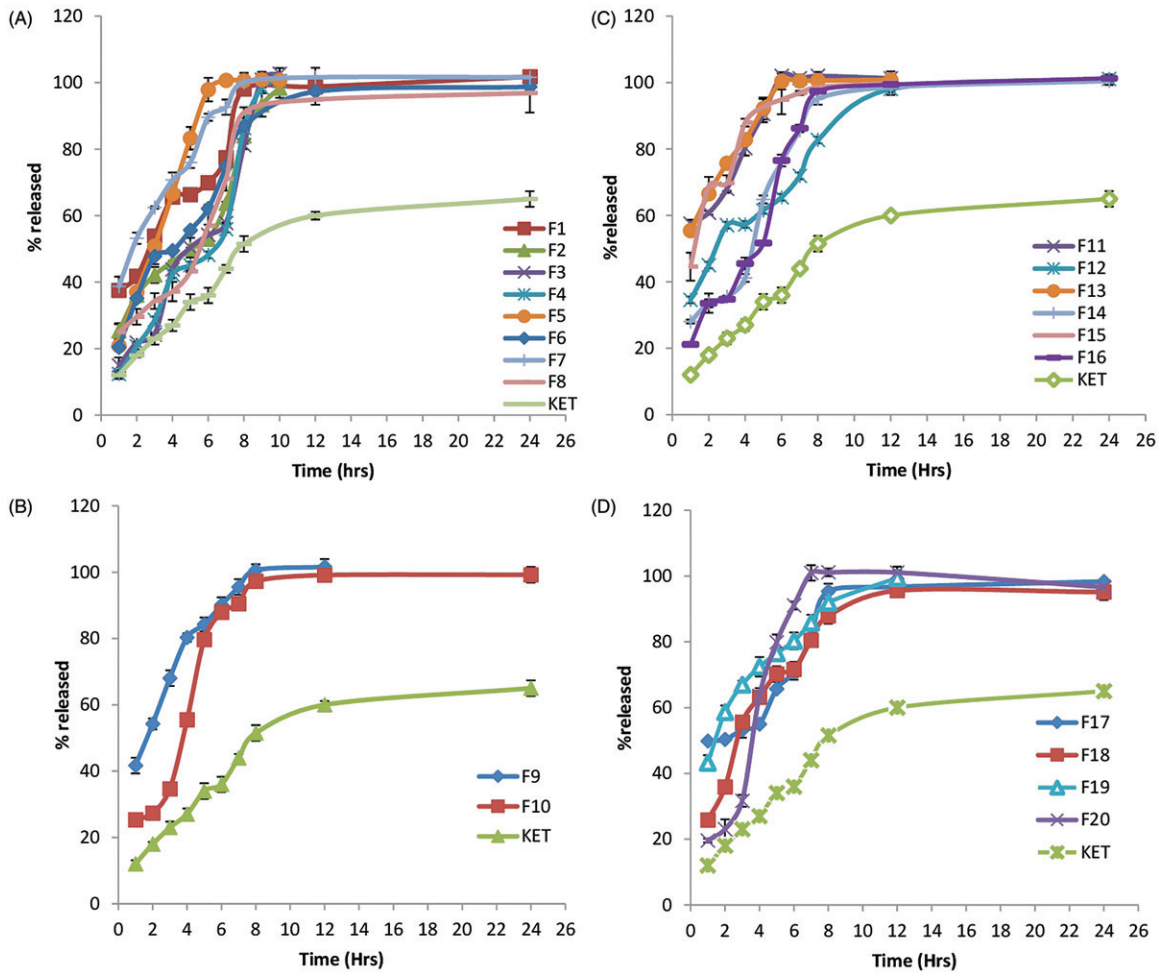 (A)
% released
120
100
80
60
40
20
0
F1
F2
F3
F4
F5
F6
F7
F8
KET
0 2 4 6 8 10 12 14 16 18 20 22 24 26
Time (hrs)
(C)
%released
120
100
80
60
40
20
0
F11
F12
F13
F14
F15
F16
KET
0 2 4 6 8 10 12 14 16 18 20 22 24 26
Time (Hrs)
(B)
% released
120
100
80
60
40
20
0
F9
F10
KET
0 2 4 6 8 10 12 14 16 18 20 22 24 26
Time (Hrs)
(D)
%released
120
100
80
60
40
20
0
F17
F18
F19
F20
KET
0 2 4 6 8 10 12 14 16 18 20 22 24 26
Time (Hrs)